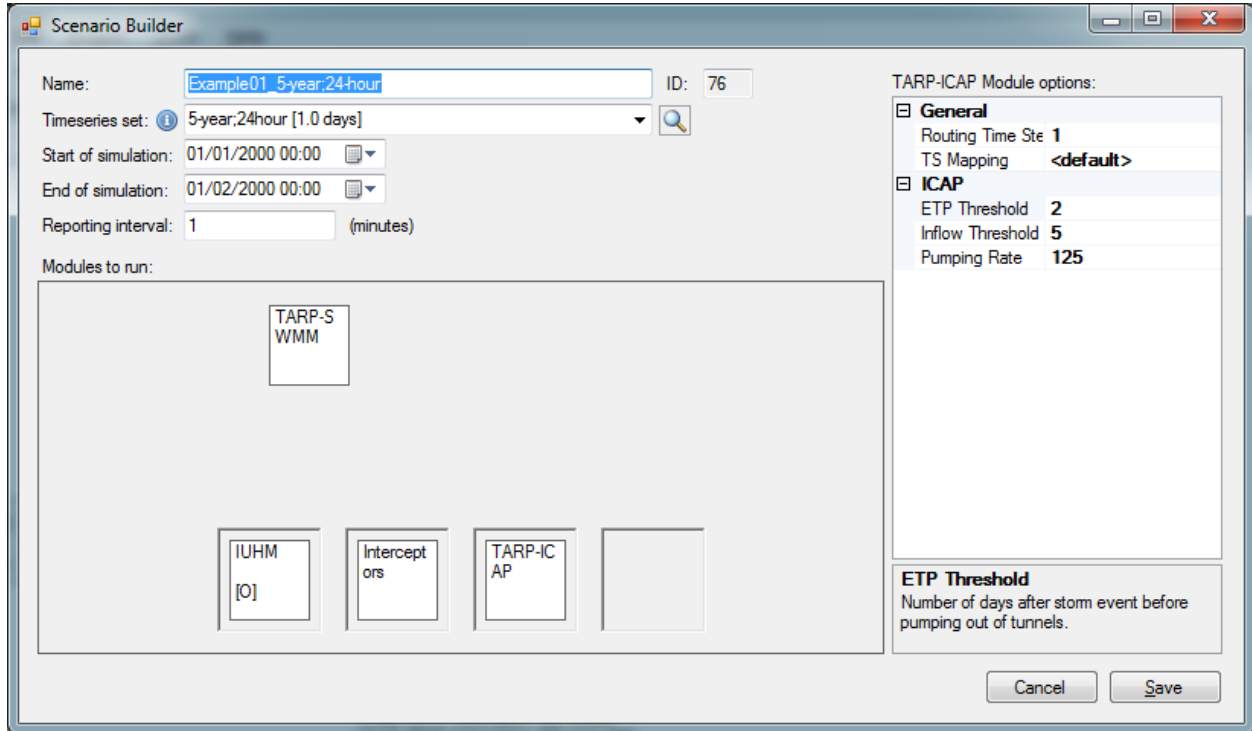 Scenario Builder
Name:
Example01_5-year;24-hour
ID:
76
Timeseries set:
5-year;24hour [1.0 days]
Start of simulation:
01/01/2000 00:00
End of simulation:
01/02/2000 00:00
Reporting interval:
1
(minutes)
Modules to run:
TARP-S
WMM
IUHM
[O]
Intercept
ors
TARP-IC
AP
TARP-ICAP Module options:
General
Routing Time Ste 1
TS Mapping <default>
ICAP
ETP Threshold 2
Inflow Threshold 5
Pumping Rate 125
ETP Threshold
Number of days after storm event before
pumping out of tunnels.
Cancel
Save